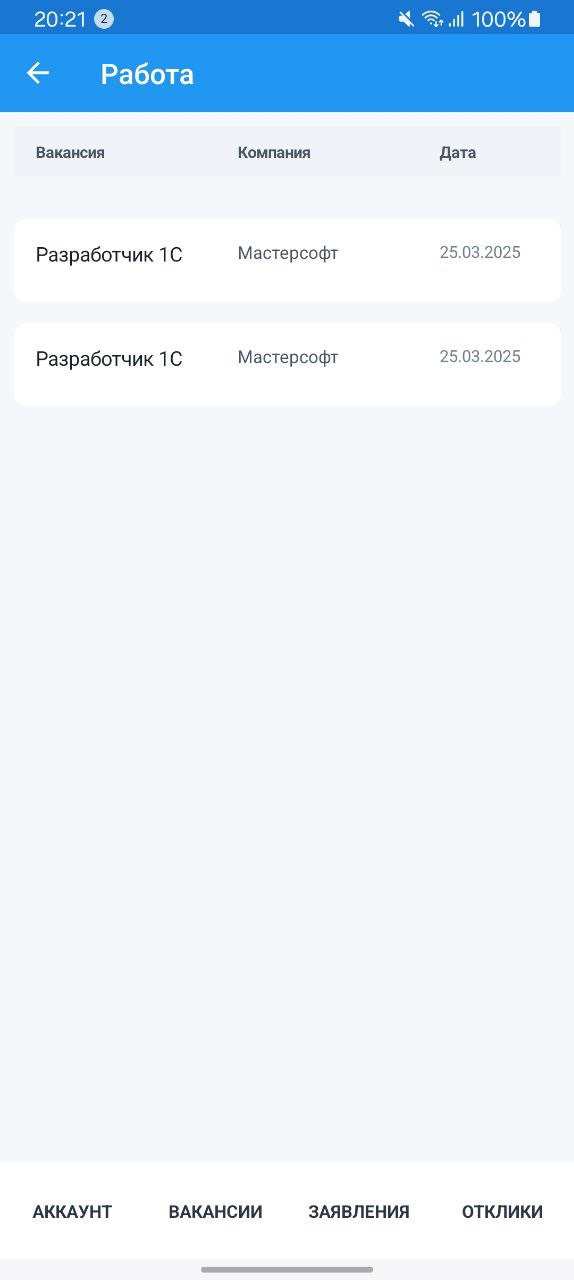 20:21 2 100%
Работа
Вакансия Компания Дата
Разработчик 1С Мастерсофт 25.03.2025
Разработчик 1С Мастерсофт 25.03.2025
АККАУНТ ВАКАНСИИ ЗАЯВЛЕНИЯ ОТКЛИКИ